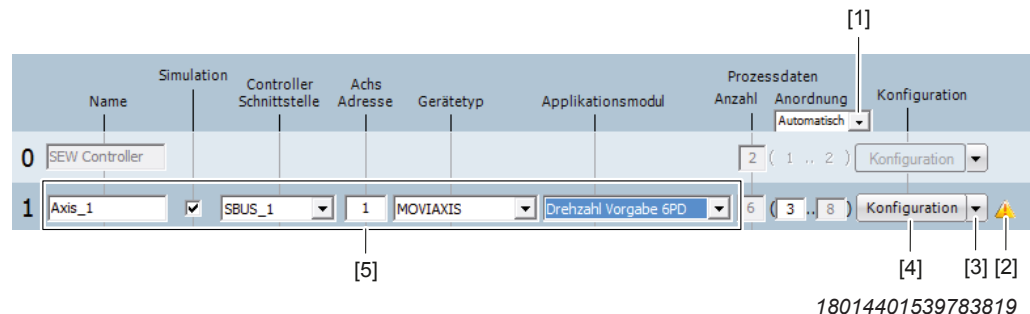 [1]
Simulation Controller Achs Prozessdaten
Name Schnittstelle Adresse Gerätetyp Applikationsmodul Anzahl Anordnung Konfiguration
Automatisch
0 SEW Controller 2 ( 1 .. 2 ) Konfiguration
1 Axis_1 SBUS_1 1 MOVIAXIS Drehzahl Vorgabe 6PD 6 ( 3 .. 8 ) Konfiguration
[5] [4] [3] [2]
18014401539783819